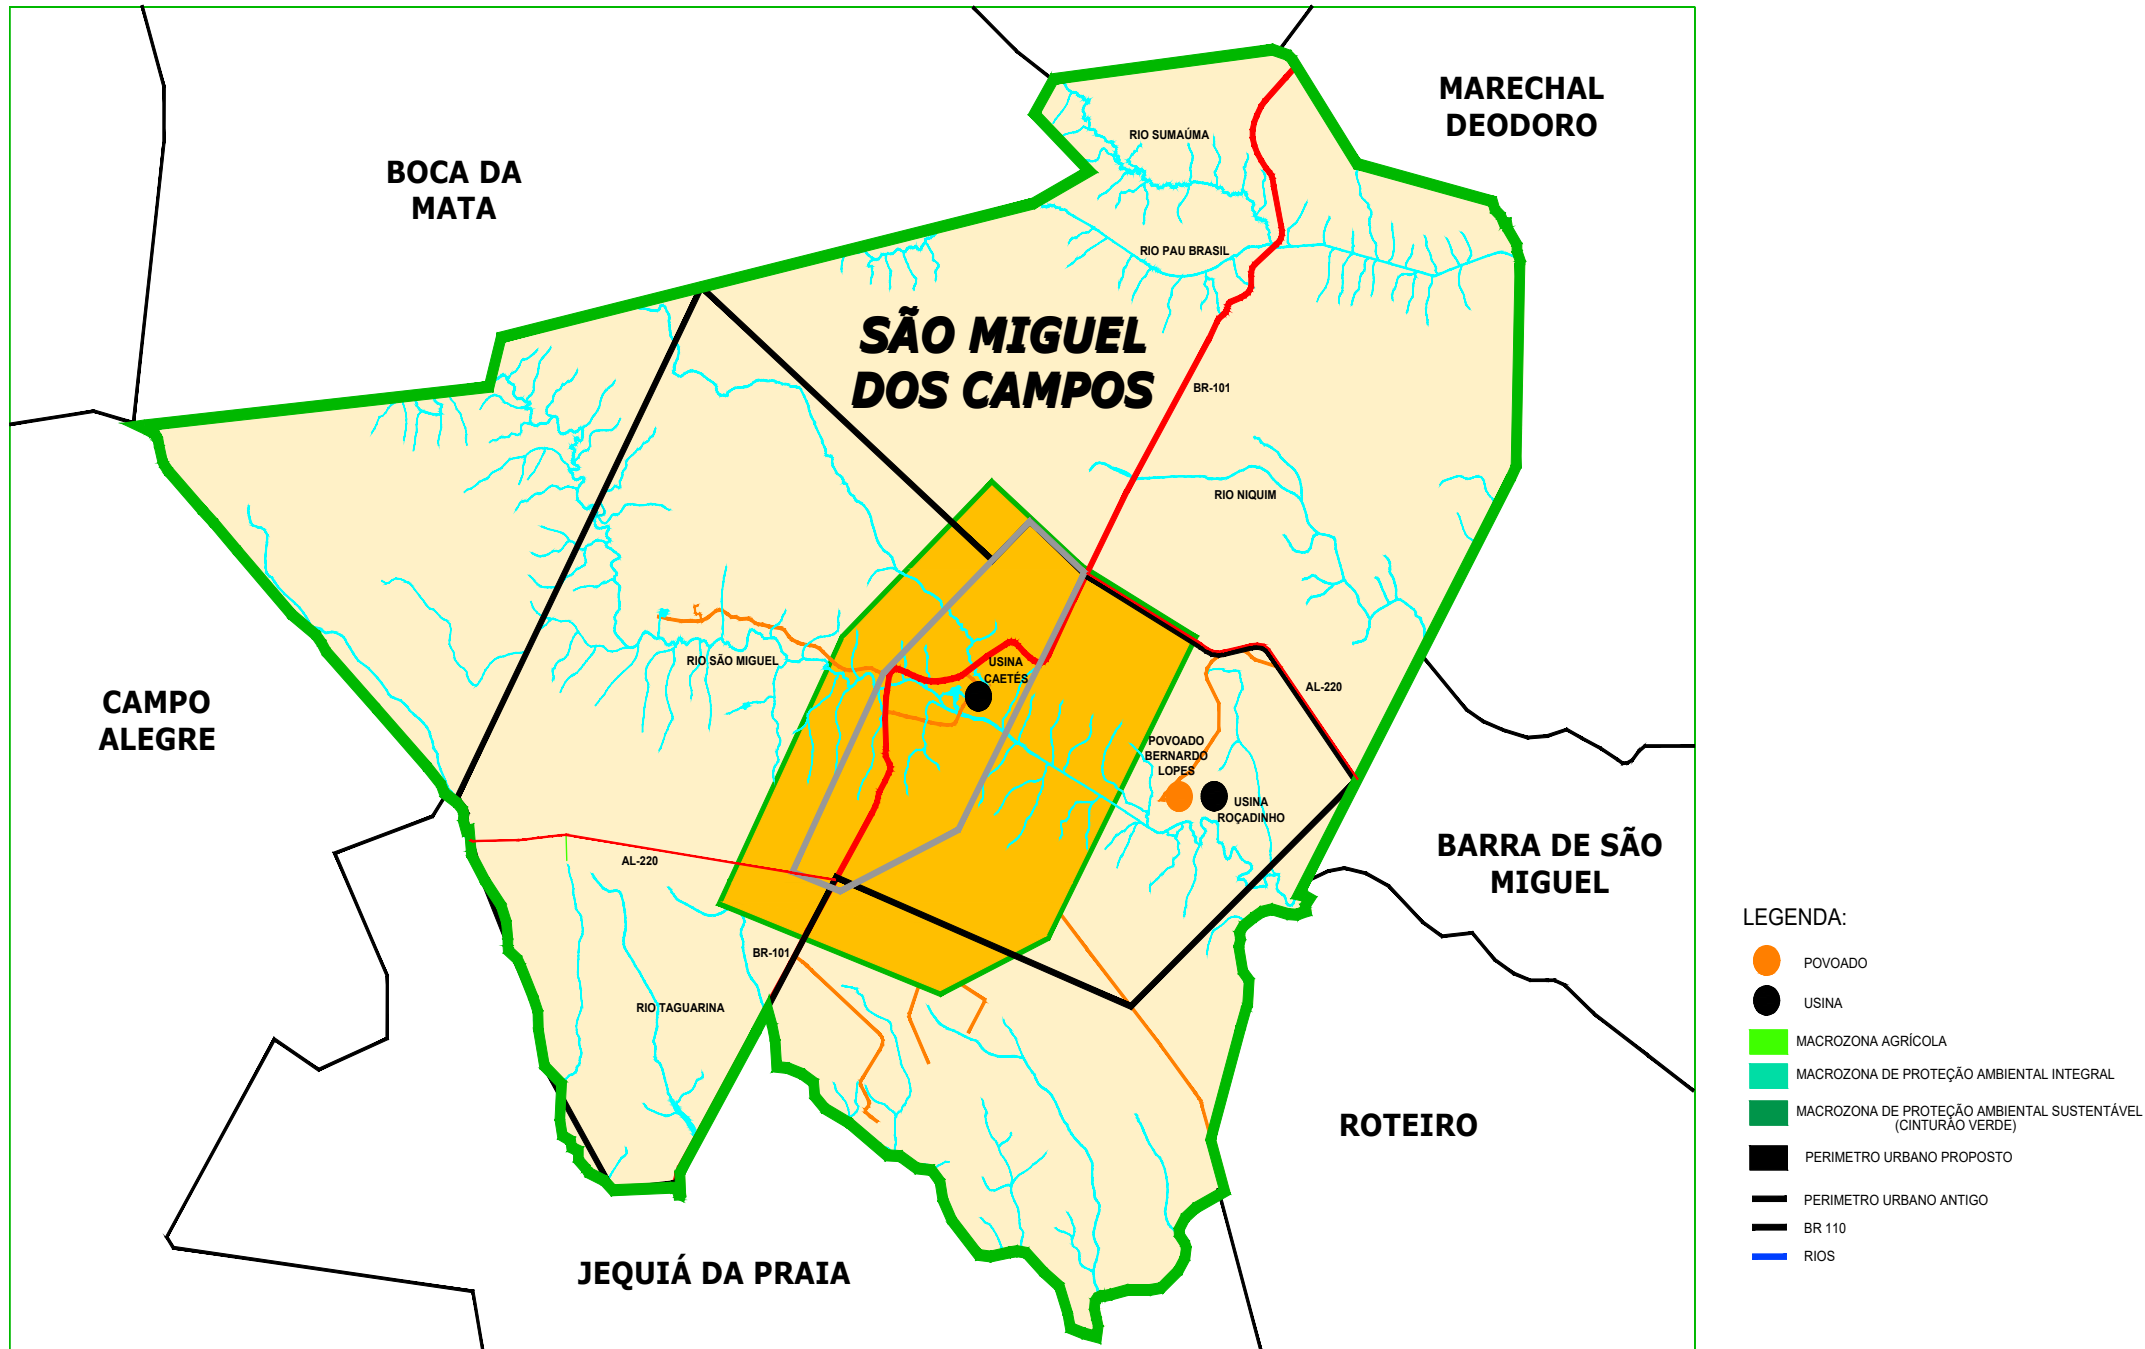 MARECHAL
DEODORO
RIO SUMAÚMA
BOCA DA
MATA
RIO PAU BRASIL
SÃO MIGUEL
DOS CAMPOS
BR-101
RIO NIQUIM
RIO SÃO MIGUEL
USINA
CAETÉS
AL-220
CAMPO
ALEGRE
POVOADO
BERNARDO
LOPES
USINA
ROÇADINHO
AL-220
BARRA DE SÃO
MIGUEL
BR-101
RIO TAGUARINA
ROTEIRO
JEQUIÁ DA PRAIA
LEGENDA:
POVOADO
USINA
MACROZONA AGRÍCOLA
MACROZONA DE PROTEÇÃO AMBIENTAL INTEGRAL
MACROZONA DE PROTEÇÃO AMBIENTAL SUSTENTÁVEL
(CINTURÃO VERDE)
PERIMETRO URBANO PROPOSTO
PERIMETRO URBANO ANTIGO
BR 110
RIOS